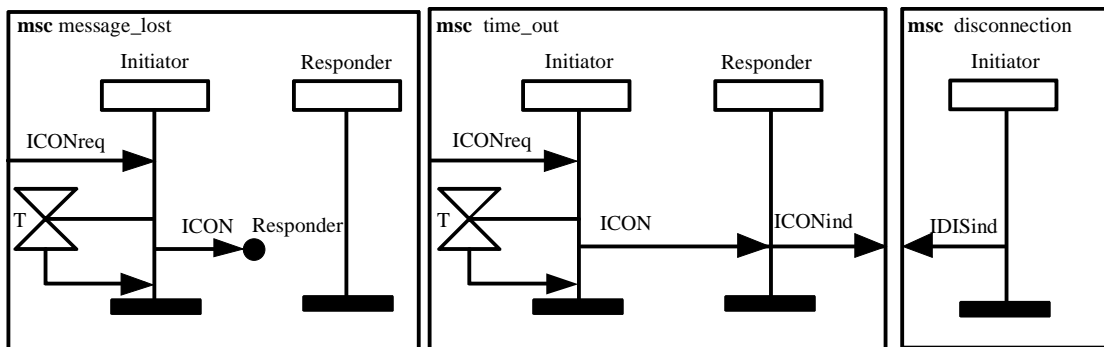 msc message_lost
Initiator
Responder
ICONreq
T
ICON
Responder
msc time_out
Initiator
Responder
ICONreq
T
ICON
ICONind
msc disconnection
Initiator
IDISind